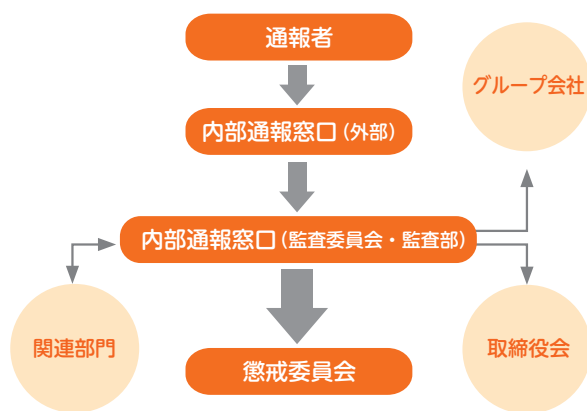 通報者
グループ会社
内部通報窓口（外部）
内部通報窓口（監査委員会・監査部）
関連部門
取締役会
懲戒委員会